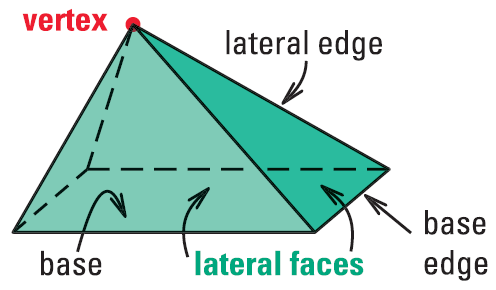 vertex
lateral edge
base
lateral faces
base
edge